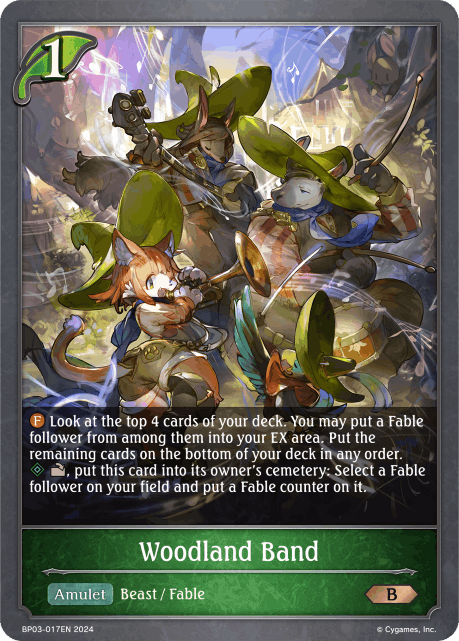 1
F Look at the top 4 cards of your deck. You may put a Fable
follower from among them into your EX area. Put the
remaining cards on the bottom of your deck in any order.
, put this card into its owner's cemetery: Select a Fable
follower on your field and put a Fable counter on it.
Woodland Band
Amulet Beast / Fable B
BP03-017EN 2024 © Cygames, Inc.